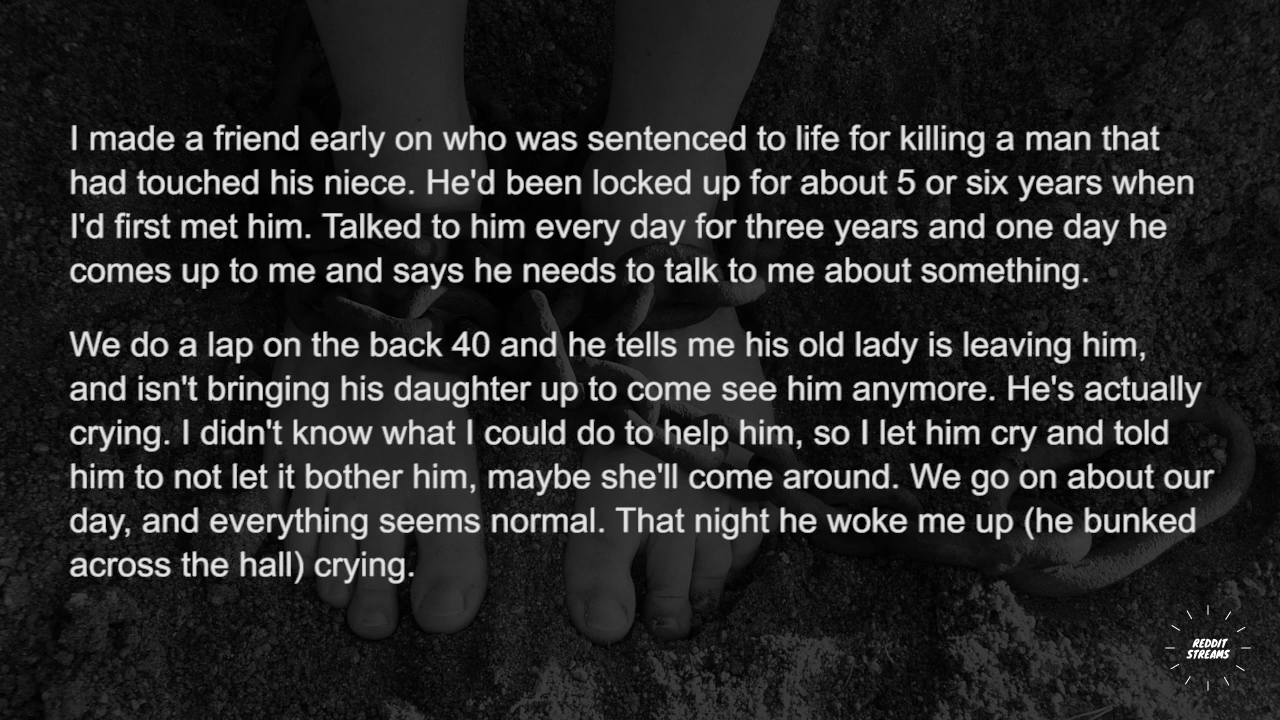 I made a friend early on who was sentenced to life for killing a man that
had touched his niece. He'd been locked up for about 5 or six years when
I'd first met him. Talked to him every day for three years and one day he
comes up to me and says he needs to talk to me about something.
We do a lap on the back 40 and he tells me his old lady is leaving him,
and isn't bringing his daughter up to come see him anymore. He's actually
crying. I didn't know what I could do to help him, so I let him cry and told
him to not let it bother him, maybe she'll come around. We go on about our
day, and everything seems normal. That night he woke me up (he bunked
across the hall) crying.
REDDIT
STREAMS